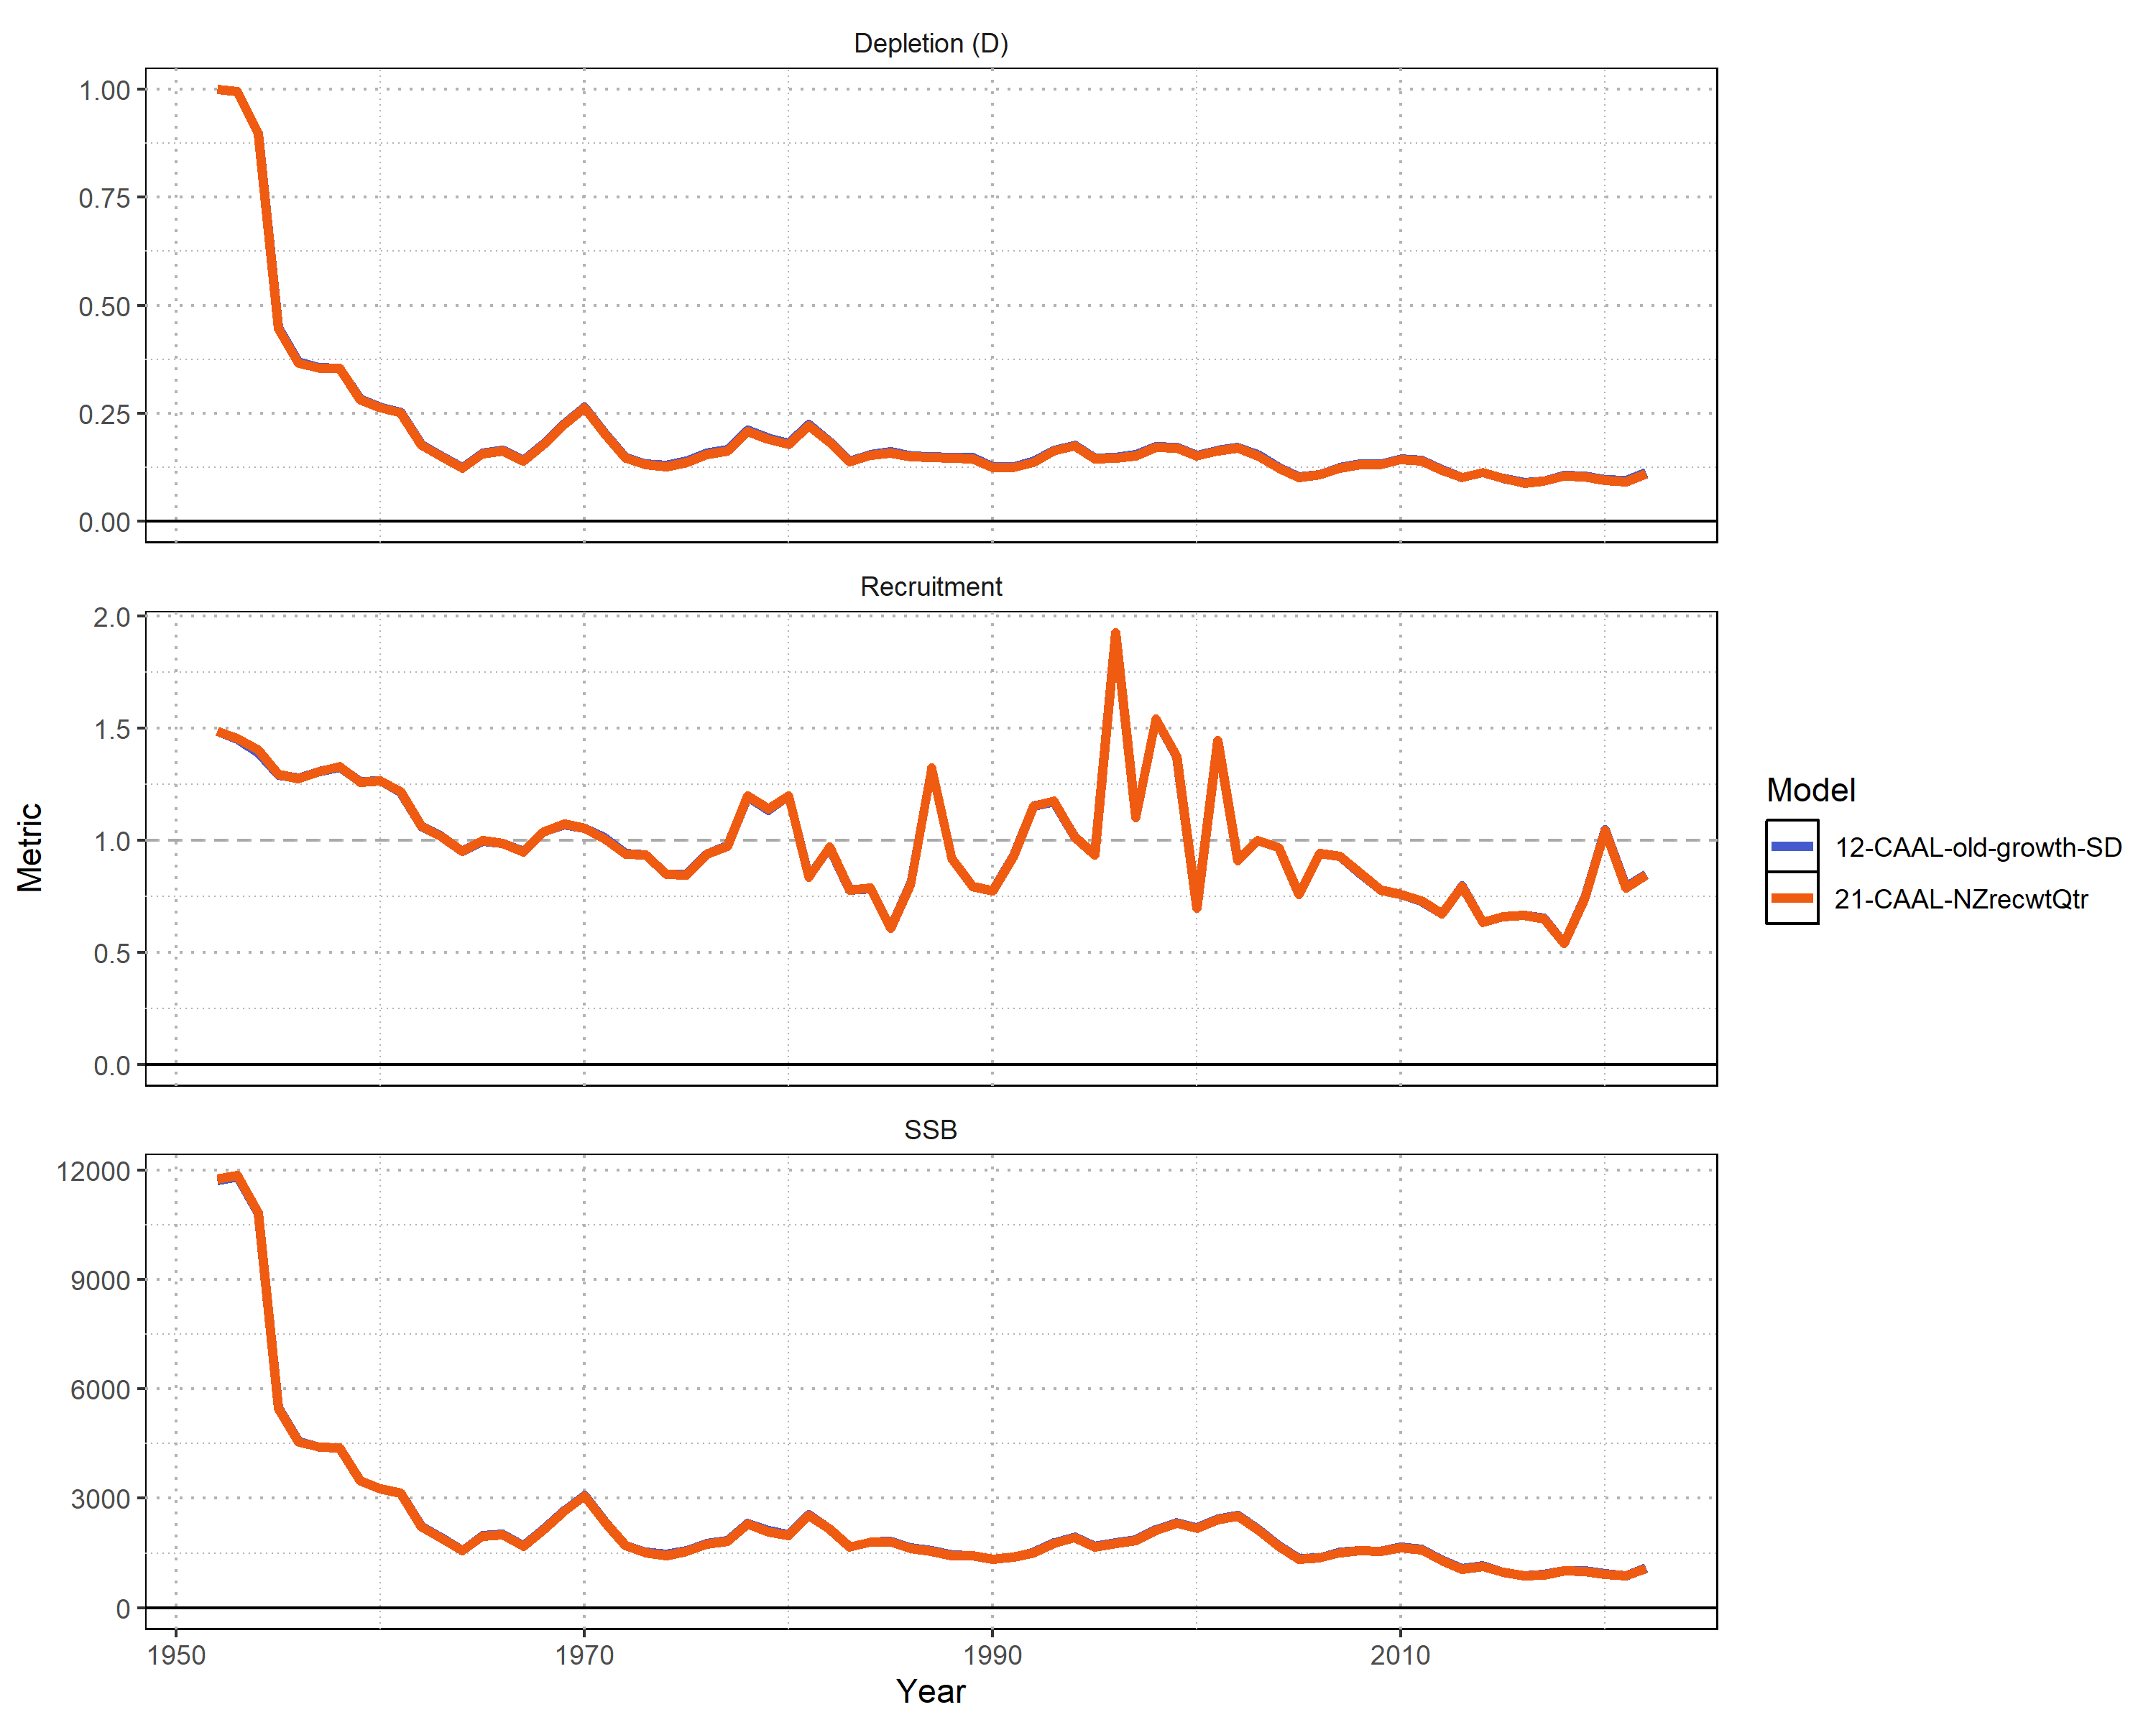 Depletion (D)
1.00
0.75
0.50
0.25
0.00
Recruitment
2.0
1.5
1.0
0.5
0.0
SSB
12000
9000
6000
3000
0
1950 1970 1990 2010
Year
Metric
Model
12-CAAL-old-growth-SD
21-CAAL-NZrecwtQtr